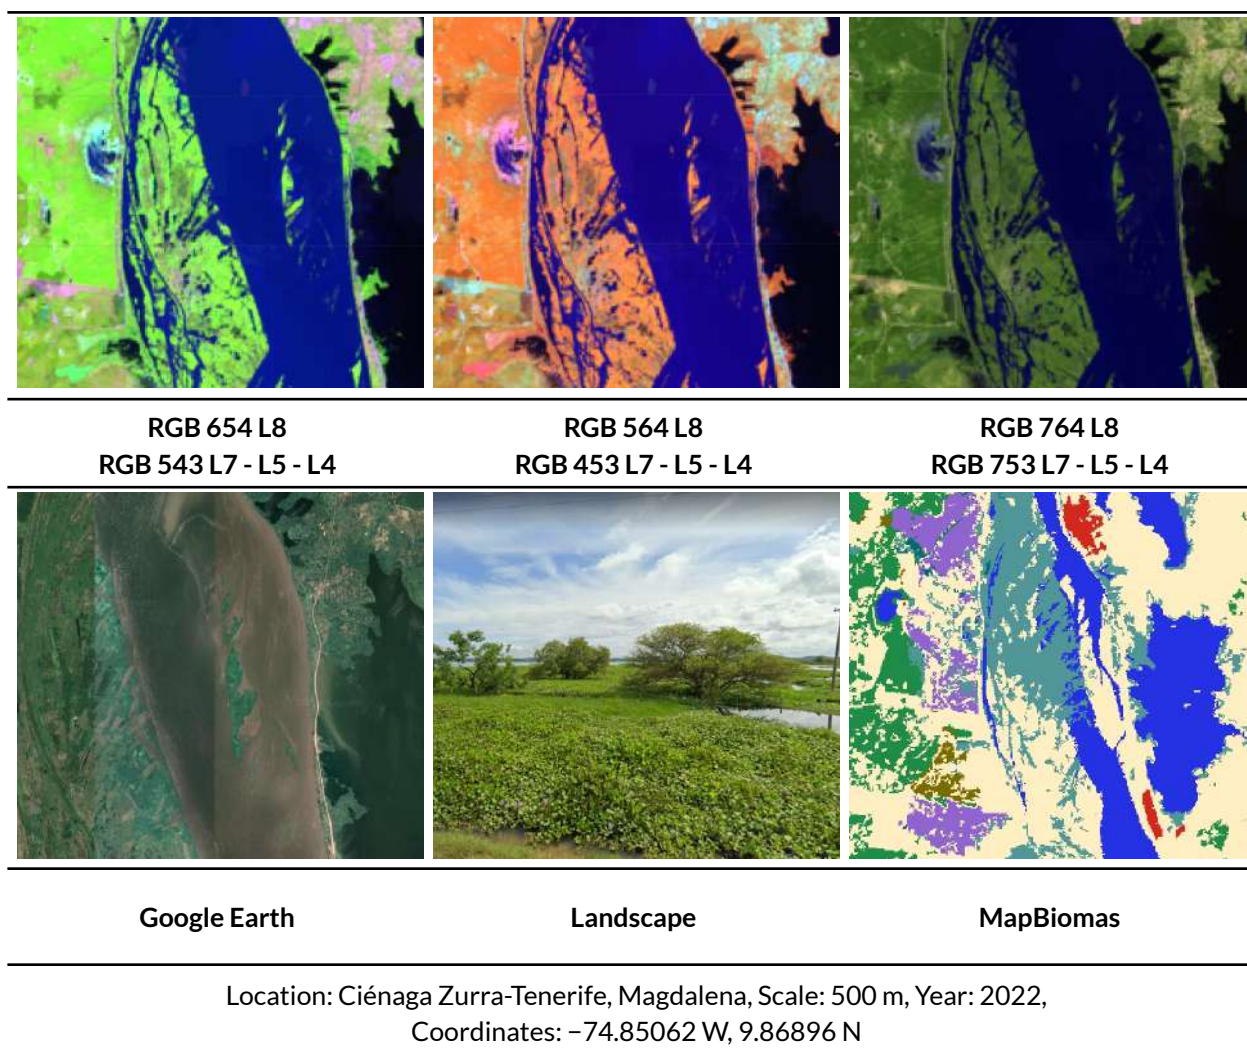 RGB 654 L8
RGB 543 L7 - L5 - L4
RGB 564 L8
RGB 453 L7 - L5 - L4
RGB 764 L8
RGB 753 L7 - L5 - L4
Google Earth
Landscape
MapBiomas
Location: Ciénaga Zurra-Tenerife, Magdalena, Scale: 500 m, Year: 2022,
Coordinates: −74.85062 W, 9.86896 N